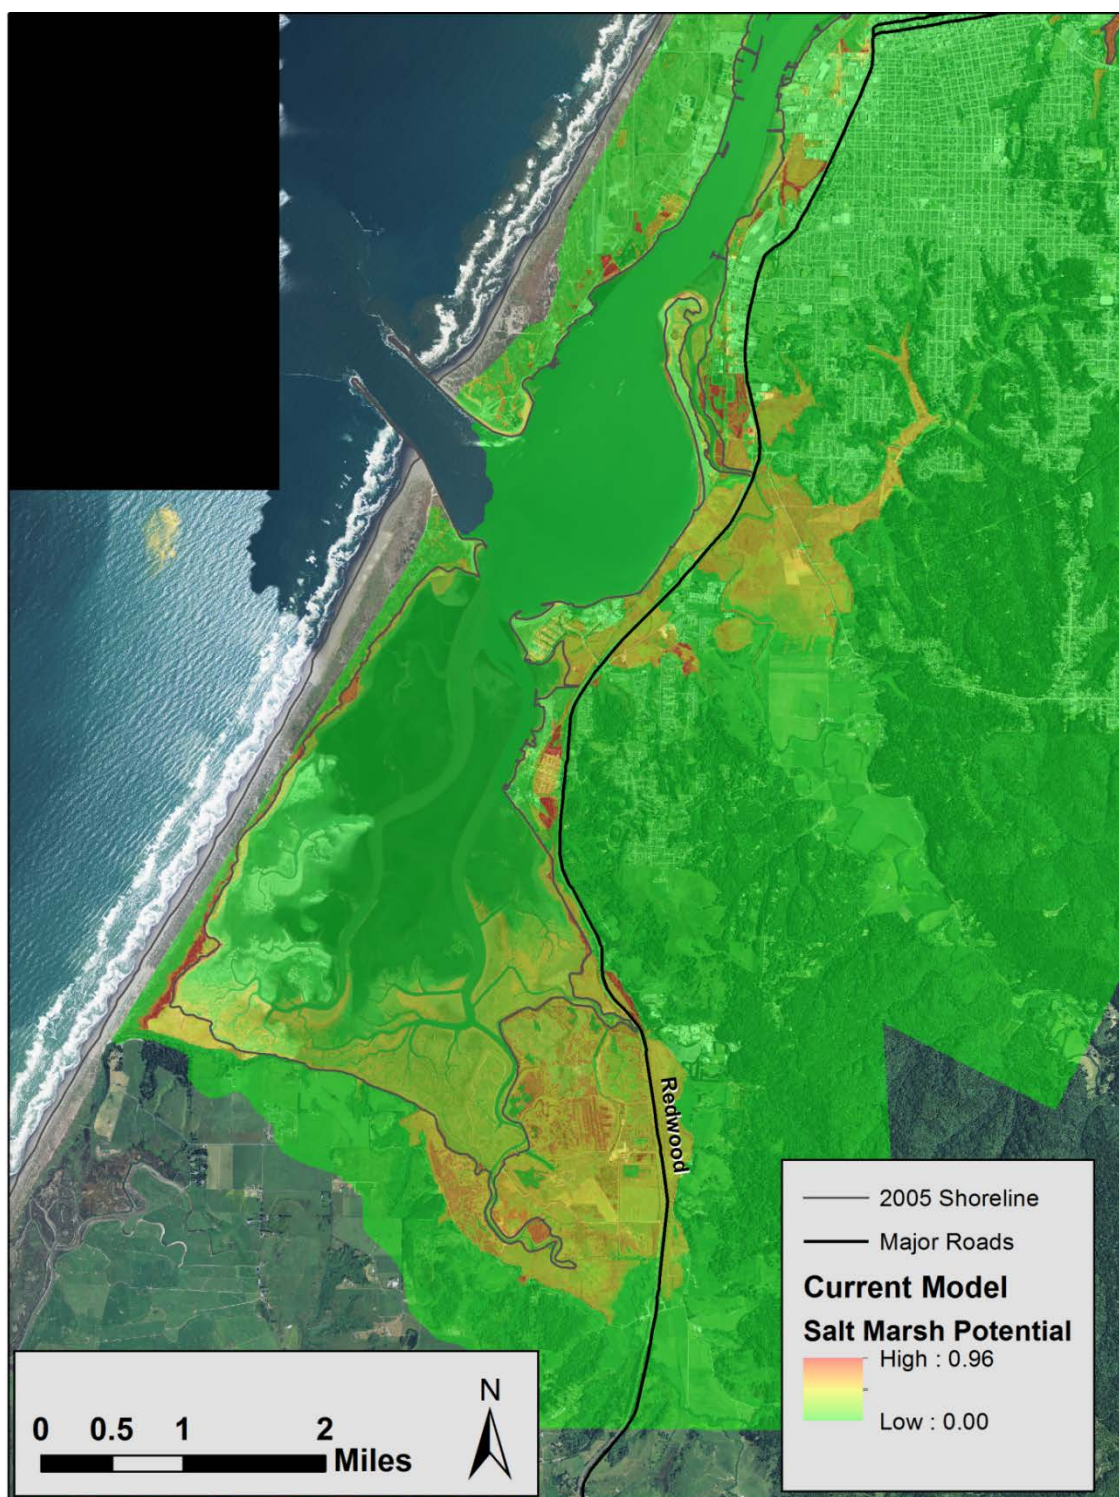 Redwood
2005 Shoreline
Major Roads
Current Model
Salt Marsh Potential
High : 0.96
Low : 0.00
N
0 0.5 1 2
Miles